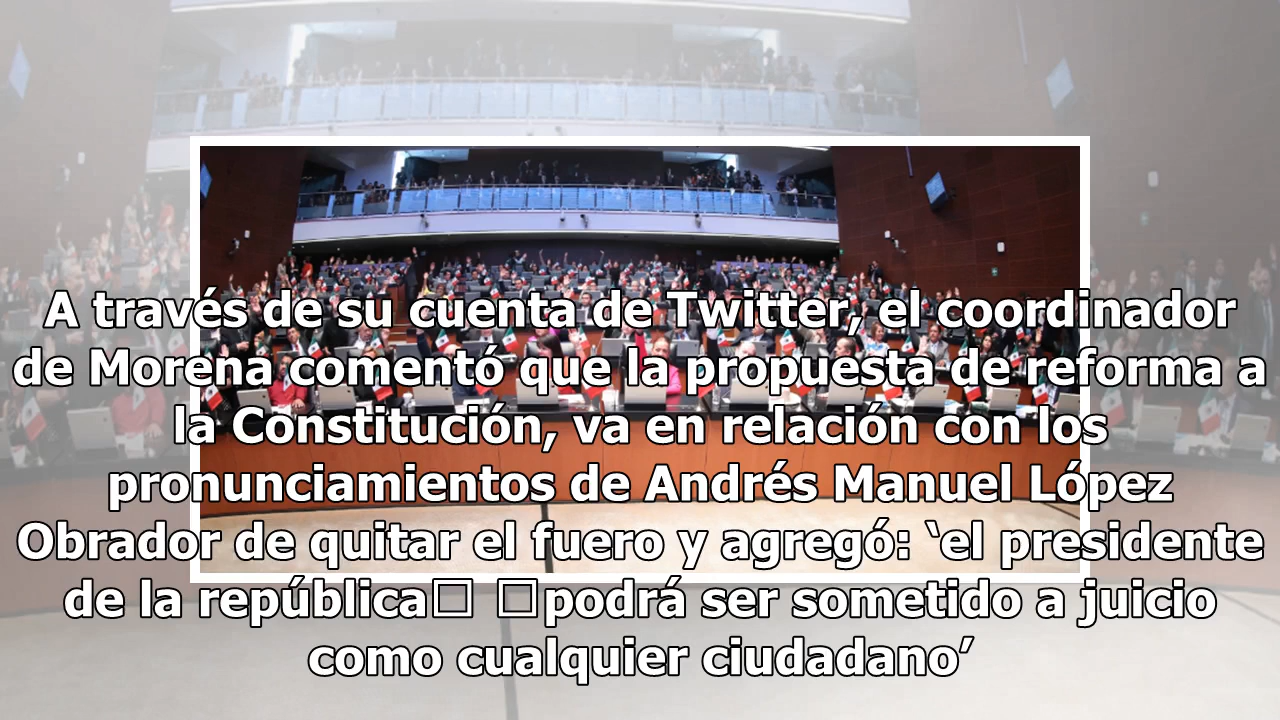 A través de su cuenta de Twitter, el coordinador
de Morena comentó que la propuesta de reforma a
la Constitución, va en relación con los
pronunciamientos de Andrés Manuel López
Obrador de quitar el fuero y agregó: ‘el presidente
de la república□ □podrá ser sometido a juicio
como cualquier ciudadano’